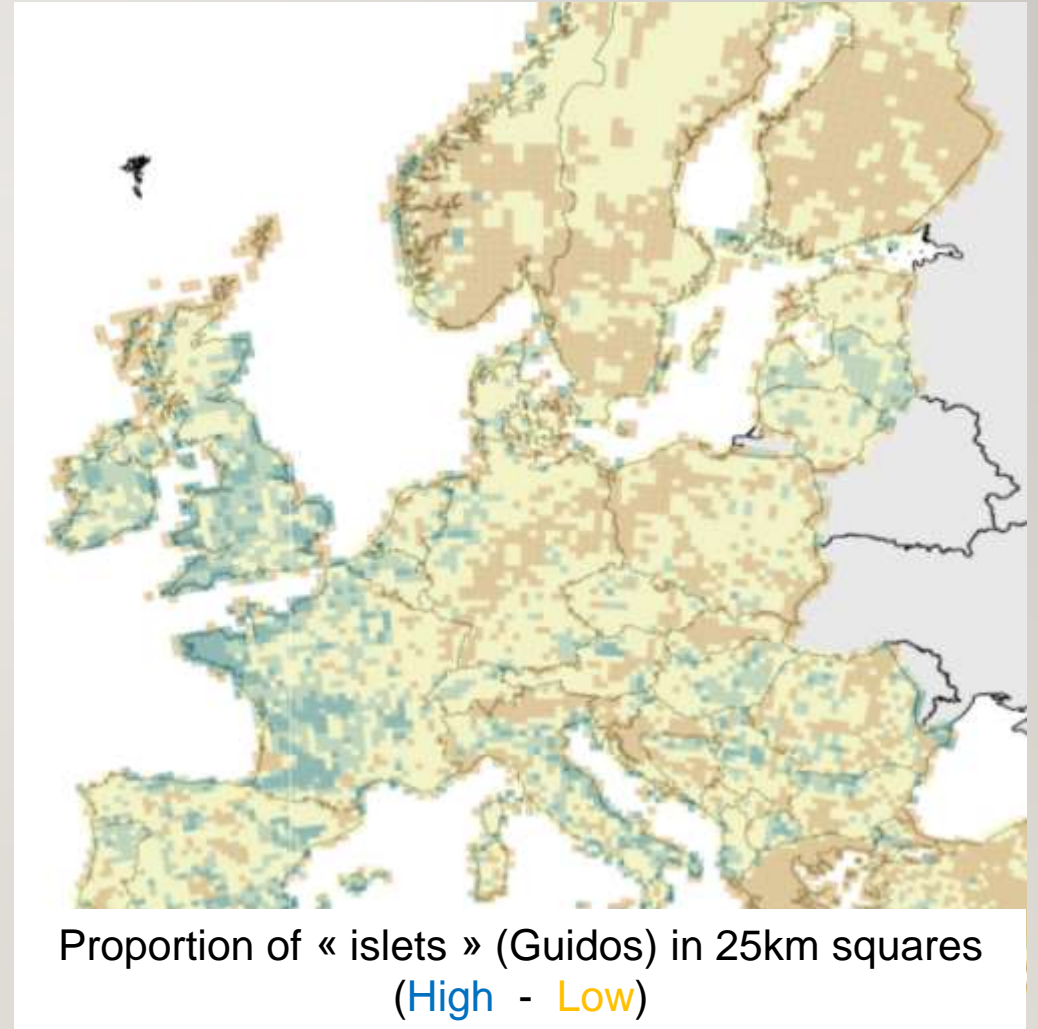 Proportion of « islets » (Guidos) in 25km squares
(High - Low)